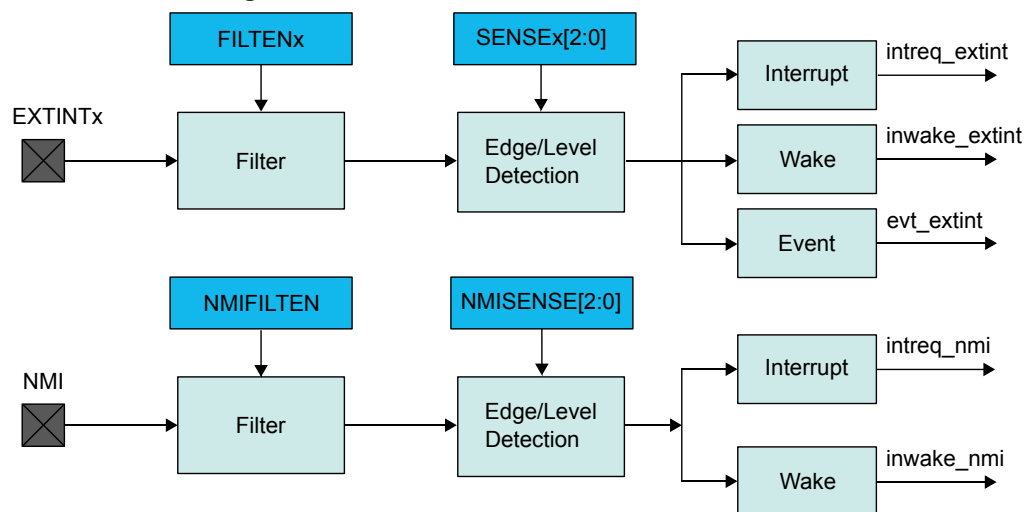 FILTENx
SENSEx[2:0]
intreq_extint
Interrupt
EXTINTx
inwake_extint
Filter
Edge/Level
Detection
Wake
evt_extint
Event
NMIFILTEN
NMISENSE[2:0]
intreq_nmi
Interrupt
NMI
Filter
Edge/Level
Detection
inwake_nmi
Wake